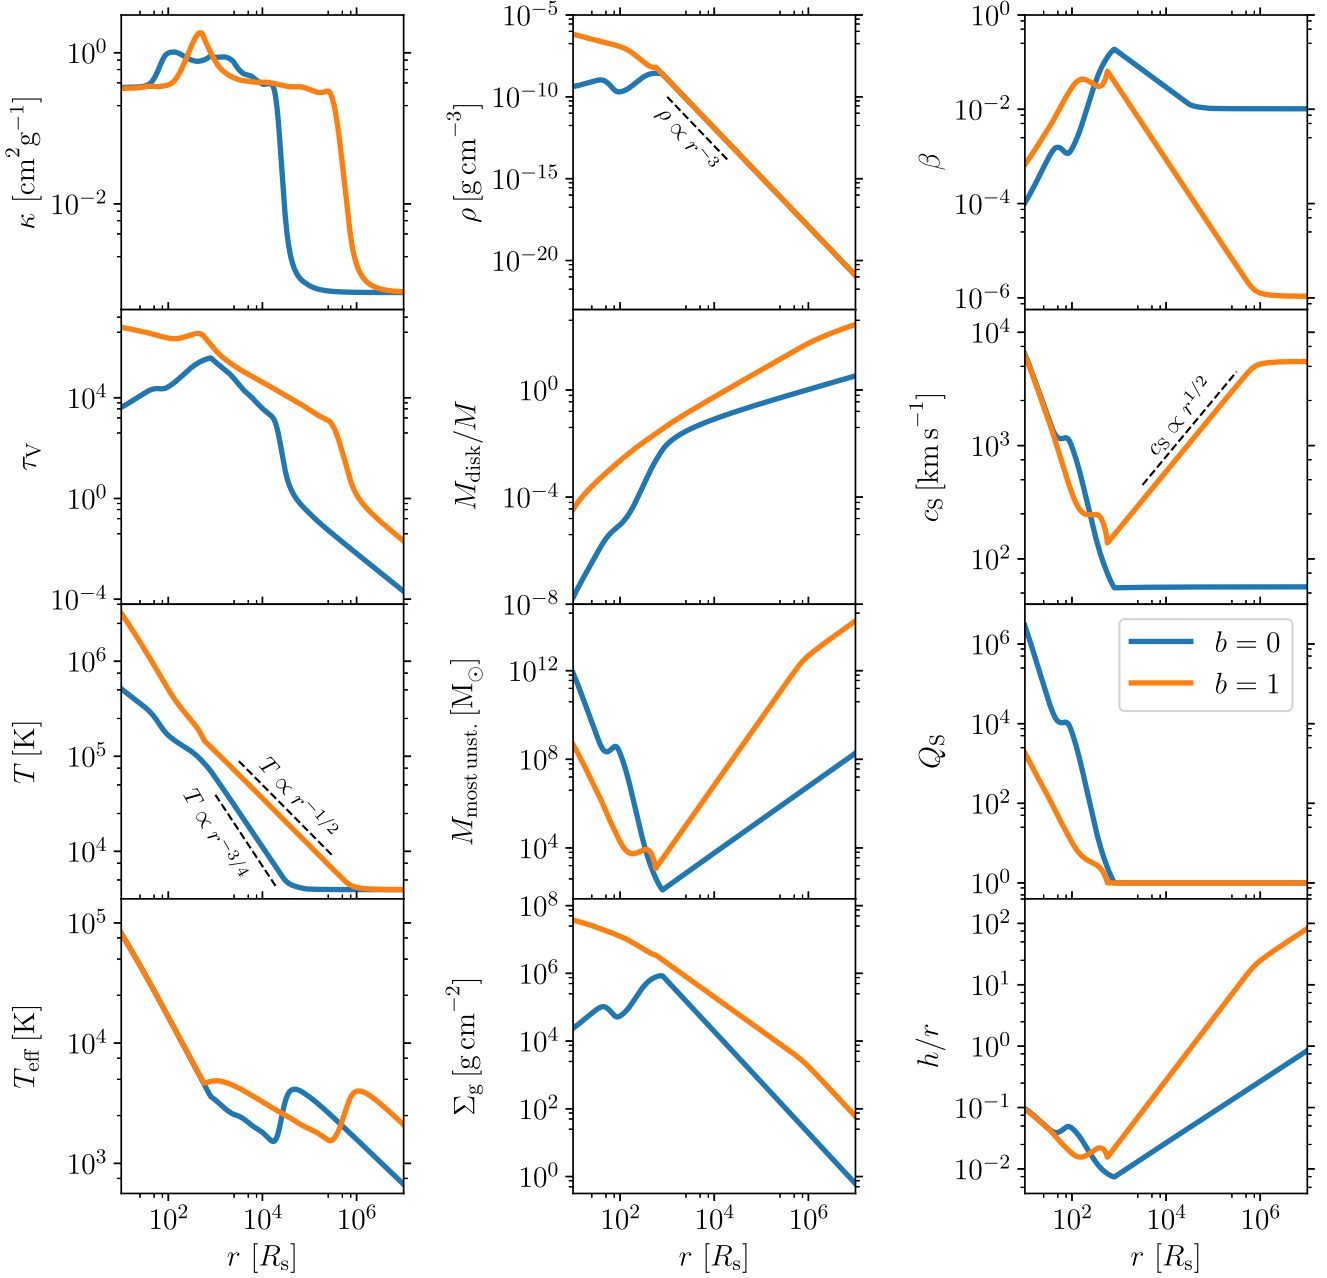 10⁰
10⁻²
κ [cm² g⁻¹]
10⁻⁵
10⁻¹⁰
10⁻¹⁵
10⁻²⁰
ρ [g cm⁻³]
ρ ∝ r⁻³
10⁰
10⁻²
10⁻⁴
10⁻⁶
β
10⁴
10⁰
10⁻⁴
τ_V
10⁰
10⁻⁴
10⁻⁸
M_disk/M
10⁴
10³
10²
c_S [km s⁻¹]
c_S ∝ r^{1/2}
10⁶
10⁵
10⁴
T [K]
T ∝ r^{−1/2}
T ∝ r^{−3/4}
10¹²
10⁸
10⁴
M_{most unst.} [M_⊙]
10⁶
10⁴
10²
10⁰
Q_S
b = 0
b = 1
10⁵
10⁴
10³
T_eff [K]
10⁸
10⁶
10⁴
10²
10⁰
Σ_g [g cm⁻²]
10²
10¹
10⁰
10⁻¹
10⁻²
h/r
10² 10⁴ 10⁶
10² 10⁴ 10⁶
10² 10⁴ 10⁶
r [R_s]
r [R_s]
r [R_s]